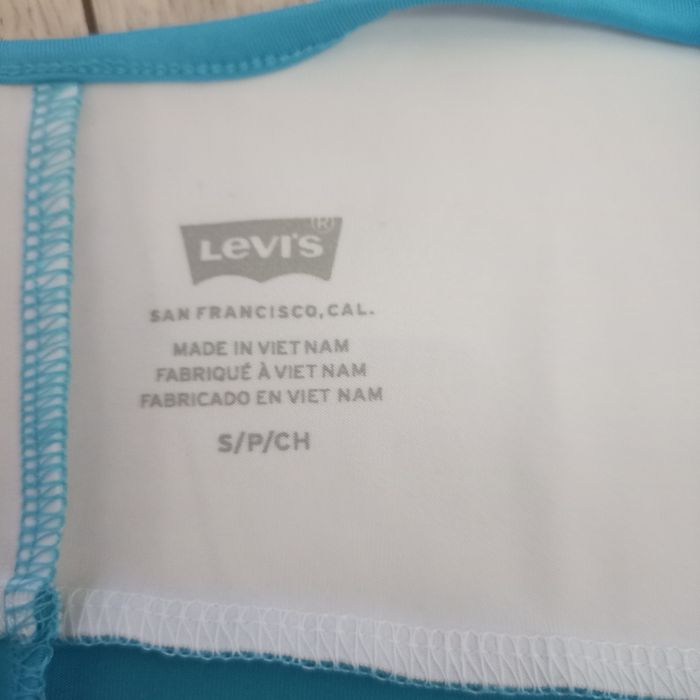 Levi's
(R)
SAN FRANCISCO, CAL.
MADE IN VIET NAM
FABRIQUÉ À VIET NAM
FABRICADO EN VIET NAM
S/P/CH